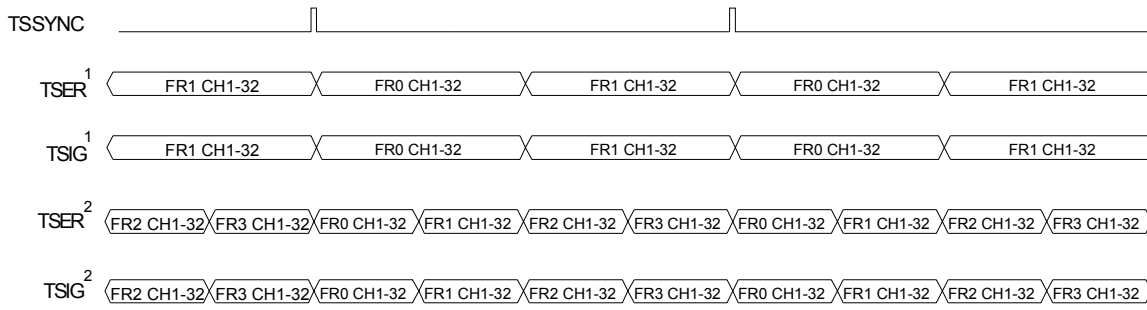 TSSYNC
TSER1 FR1 CH1-32 FR0 CH1-32 FR1 CH1-32 FR0 CH1-32 FR1 CH1-32
TSIG1 FR1 CH1-32 FR0 CH1-32 FR1 CH1-32 FR0 CH1-32 FR1 CH1-32
TSER2 FR2 CH1-32 FR3 CH1-32 FR0 CH1-32 FR1 CH1-32 FR2 CH1-32 FR3 CH1-32 FR0 CH1-32 FR1 CH1-32 FR2 CH1-32 FR3 CH1-32
TSIG2 FR2 CH1-32 FR3 CH1-32 FR0 CH1-32 FR1 CH1-32 FR2 CH1-32 FR3 CH1-32 FR0 CH1-32 FR1 CH1-32 FR2 CH1-32 FR3 CH1-32